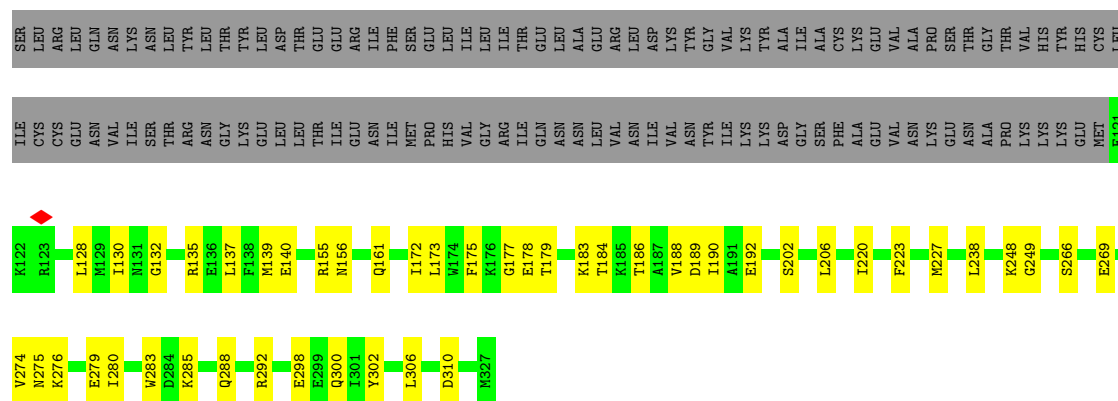 SER LEU ARG LEU LEU GLN ASN LYS ASN LEU TYR LEU THR TYR LEU ASP THR GLU GLU ARG ILE PHE SER GLU LEU ILE LEU ILE THR GLU LEU ALA GLU ARG LEU ASP LYS TYR GLY VAL LYS LYS TYR ALA ILE ALA CYS LYS GLU VAL ALA PRO SER THR GLY THR VAL HIS TYR HIS CYS LEU
ILE CYS CYS GLU ASN VAL ILE SER THR ARG ASN GLY LYS GLU LEU LEU THR ILE GLU ASN ILE MET PRO HIS VAL GLY ARG ILE GLN ASN ASN LEU VAL ASN ILE VAL ASN TYR ILE LYS LYS ASP GLY SER PHE ALA GLU VAL ASN LYS GLU ASN ALA PRO LYS LYS LYS GLU MET E121
K122 R123 L128 M129 I130 N131 G132 R135 E136 L137 F138 M139 E140 R155 N156 Q161 I172 L173 W174 F175 K176 G177 E178 T179 K183 T184 K185 T186 A187 V188 D189 I190 A191 E192 S202 L206 I220 F223 M227 L238 K248 G249 S266 E269
V274 N275 K276 E279 I280 W283 D284 K285 Q288 R292 E298 E299 Q300 I301 Y302 L306 D310 M327